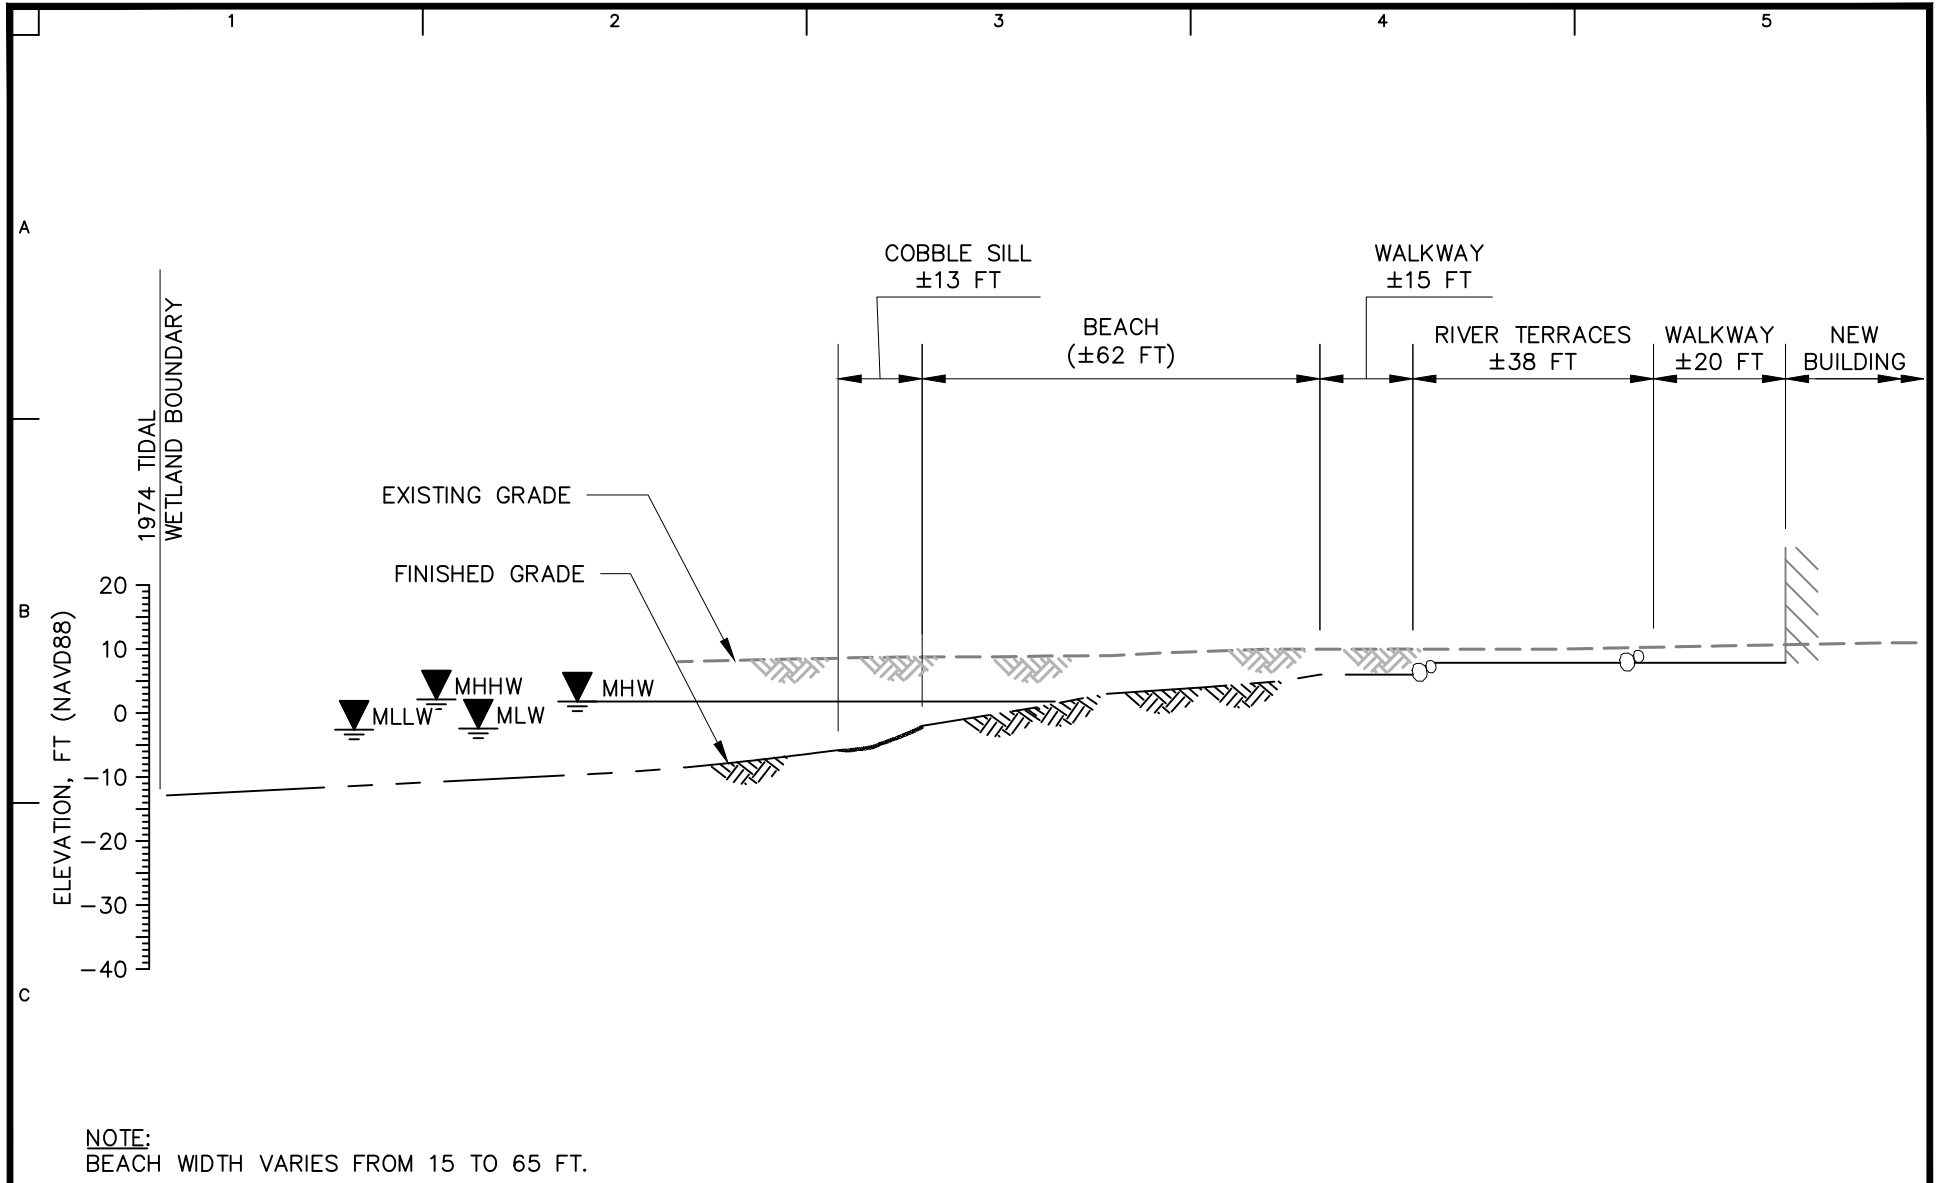 1
2
3
4
5
A
B
C
COBBLE SILL
±13 FT
WALKWAY
±15 FT
BEACH
(±62 FT)
RIVER TERRACES
±38 FT
WALKWAY
±20 FT
NEW
BUILDING
1974 TIDAL
WETLAND BOUNDARY
EXISTING GRADE
FINISHED GRADE
ELEVATION, FT (NAVD88)
20
10
0
-10
-20
-30
-40
MHHW
MHW
MLLW
MLW
NOTE:
BEACH WIDTH VARIES FROM 15 TO 65 FT.